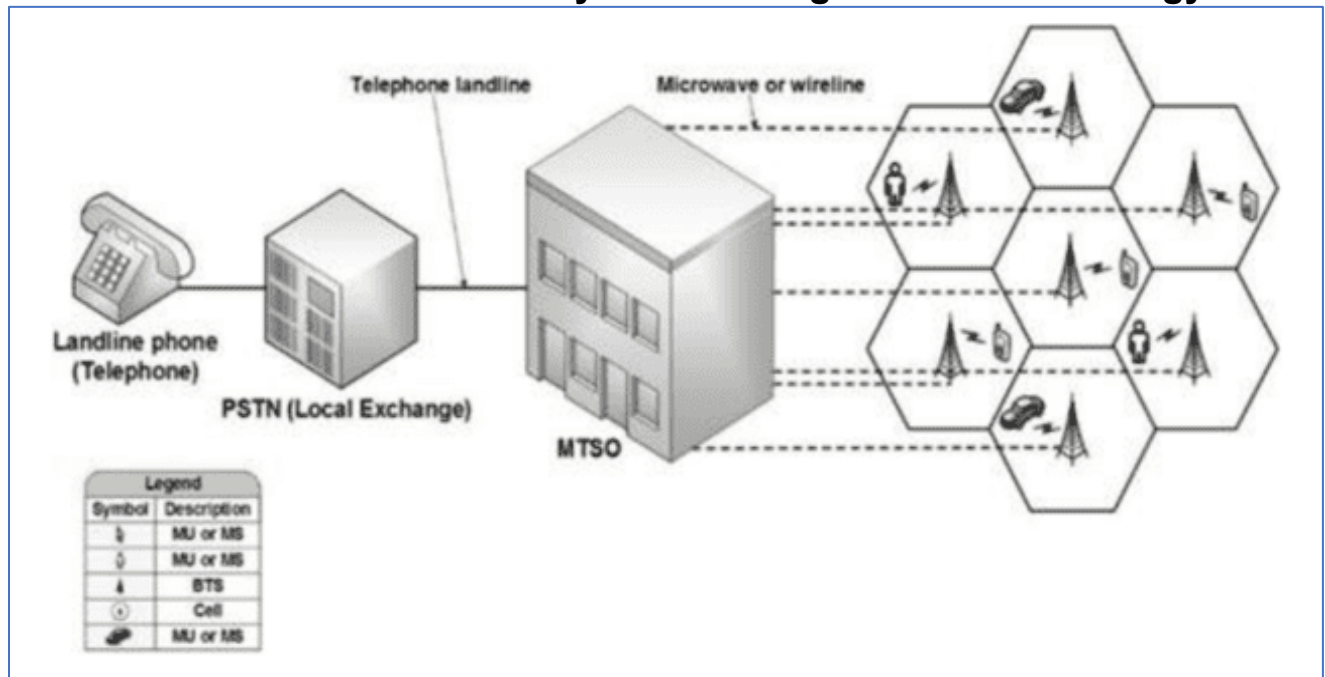 Telephone landline
Microwave or wireline
Landline phone
(Telephone)
PSTN (Local Exchange)
MTSO
Legend
Symbol Description
MU or MS
MU or MS
BTS
Cell
MU or MS